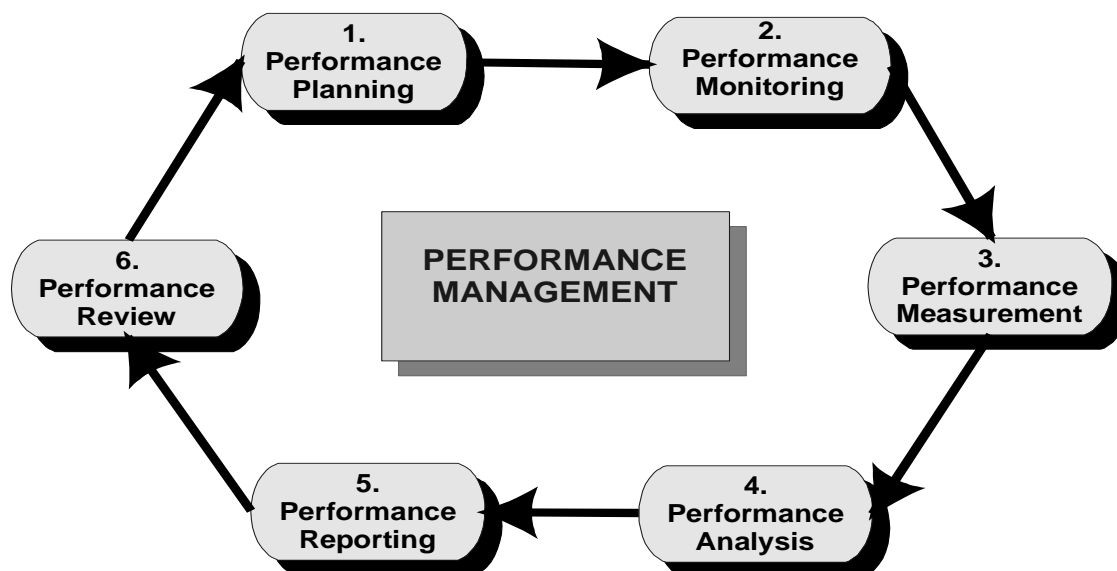 1.
Performance
Planning
2.
Performance
Monitoring
PERFORMANCE
MANAGEMENT
3.
Performance
Measurement
4.
Performance
Analysis
5.
Performance
Reporting
6.
Performance
Review